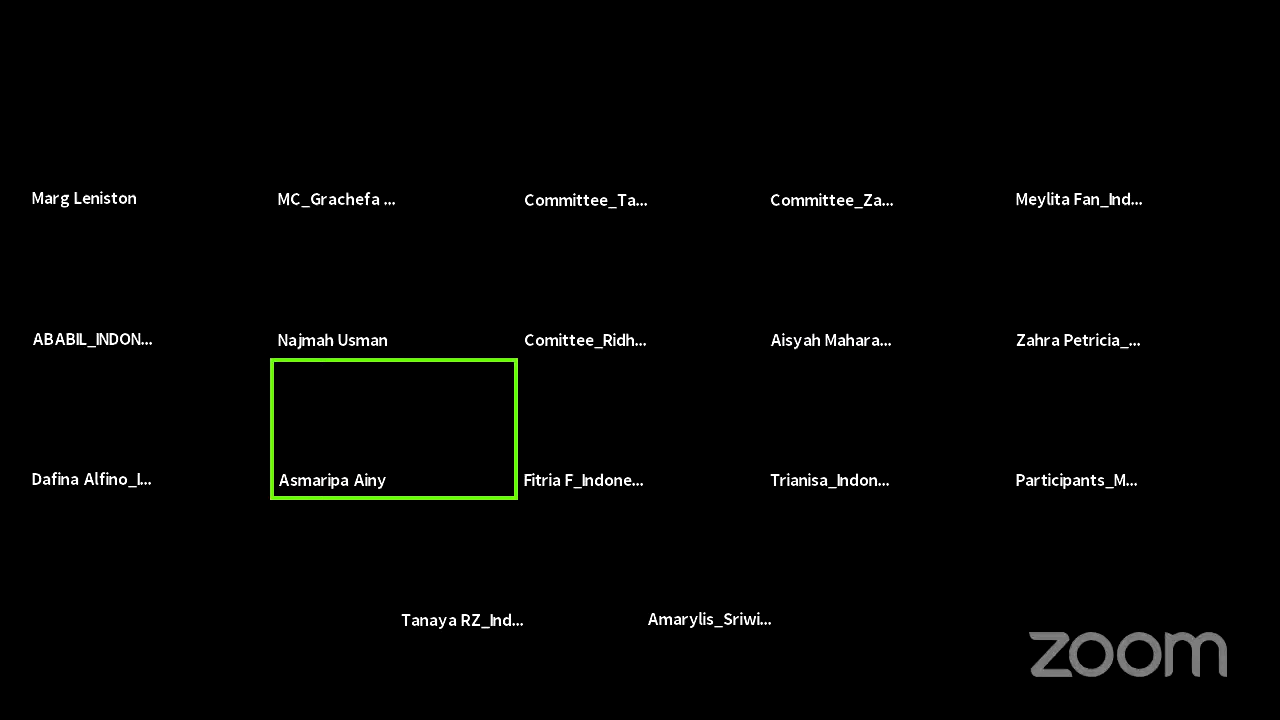 Marg Leniston
MC_Grachefa ...
Committee_Ta...
Committee_Za...
Meylita Fan_Ind...
ABABIL_INDON...
Najmah Usman
Comittee_Ridh...
Aisyah Mahara...
Zahra Petricia_...
Dafina Alfino_I...
Asmaripa Ainy
Fitria F_Indone...
Trianisa_Indon...
Participants_M...
Tanaya RZ_Ind...
Amarylis_Sriwi...
zoom